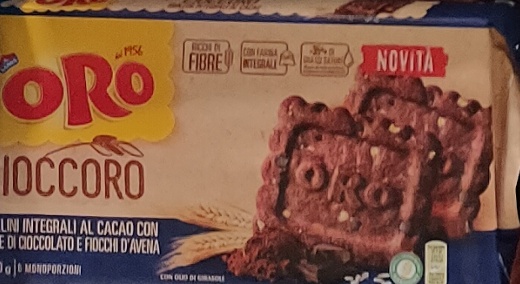 ORO
dal 1956
RICCHI DI
FIBRE
CON FARINA
INTEGRALE
NOVITÀ
IOCCORO
ORO
LINI INTEGRALI AL CACAO CON
E DI CIOCCOLATO E FIOCCHI D'AVENA
g | 6 MONOPORZIONI
CON OLIO DI GIRASOLE